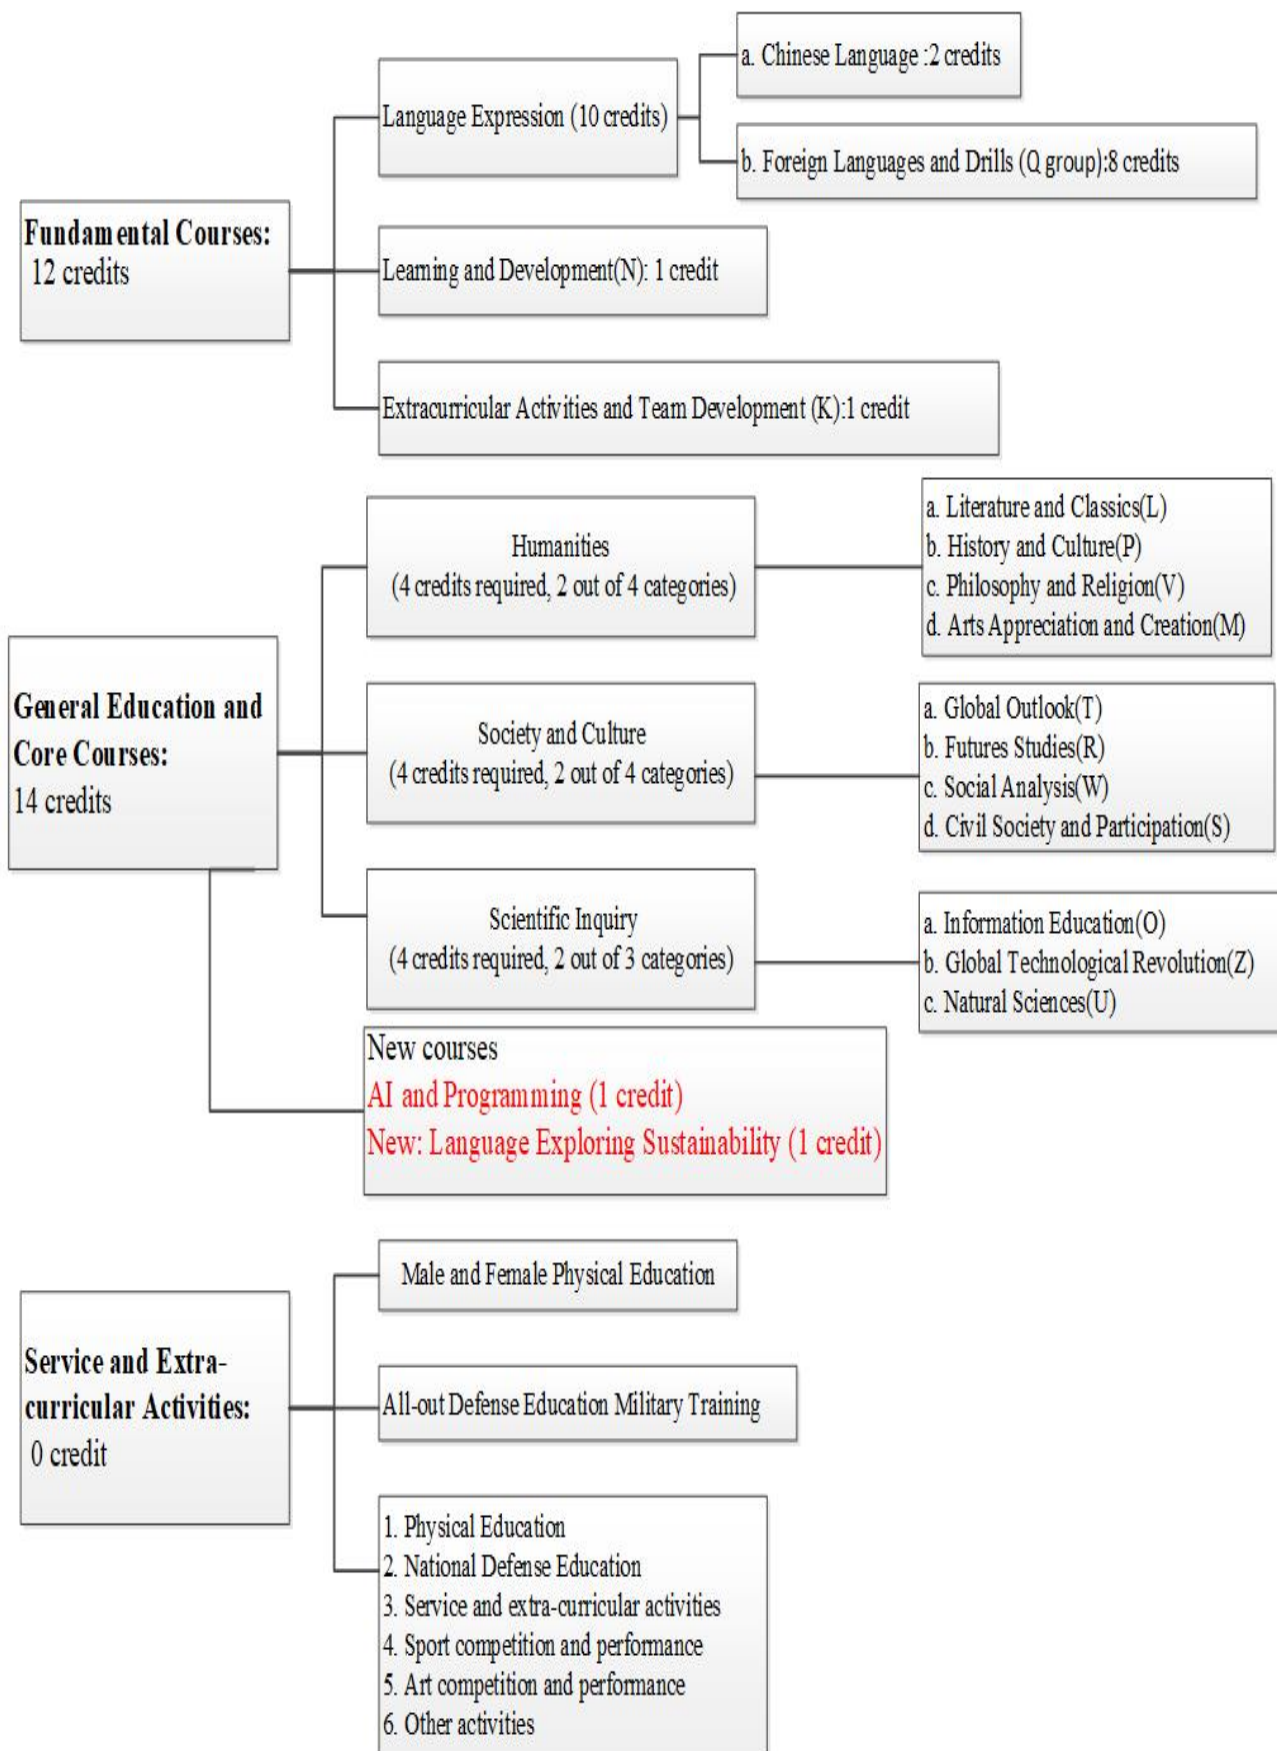 Fundamental Courses:
12 credits
Language Expression (10 credits)
a. Chinese Language :2 credits
b. Foreign Languages and Drills (Q group):8 credits
Learning and Development(N): 1 credit
Extracurricular Activities and Team Development (K):1 credit
General Education and
Core Courses:
14 credits
Humanities
(4 credits required, 2 out of 4 categories)
a. Literature and Classics(L)
b. History and Culture(P)
c. Philosophy and Religion(V)
d. Arts Appreciation and Creation(M)
Society and Culture
(4 credits required, 2 out of 4 categories)
a. Global Outlook(T)
b. Futures Studies(R)
c. Social Analysis(W)
d. Civil Society and Participation(S)
Scientific Inquiry
(4 credits required, 2 out of 3 categories)
a. Information Education(O)
b. Global Technological Revolution(Z)
c. Natural Sciences(U)
New courses
AI and Programming (1 credit)
New: Language Exploring Sustainability (1 credit)
Service and Extra-
curricular Activities:
0 credit
Male and Female Physical Education
All-out Defense Education Military Training
1. Physical Education
2. National Defense Education
3. Service and extra-curricular activities
4. Sport competition and performance
5. Art competition and performance
6. Other activities